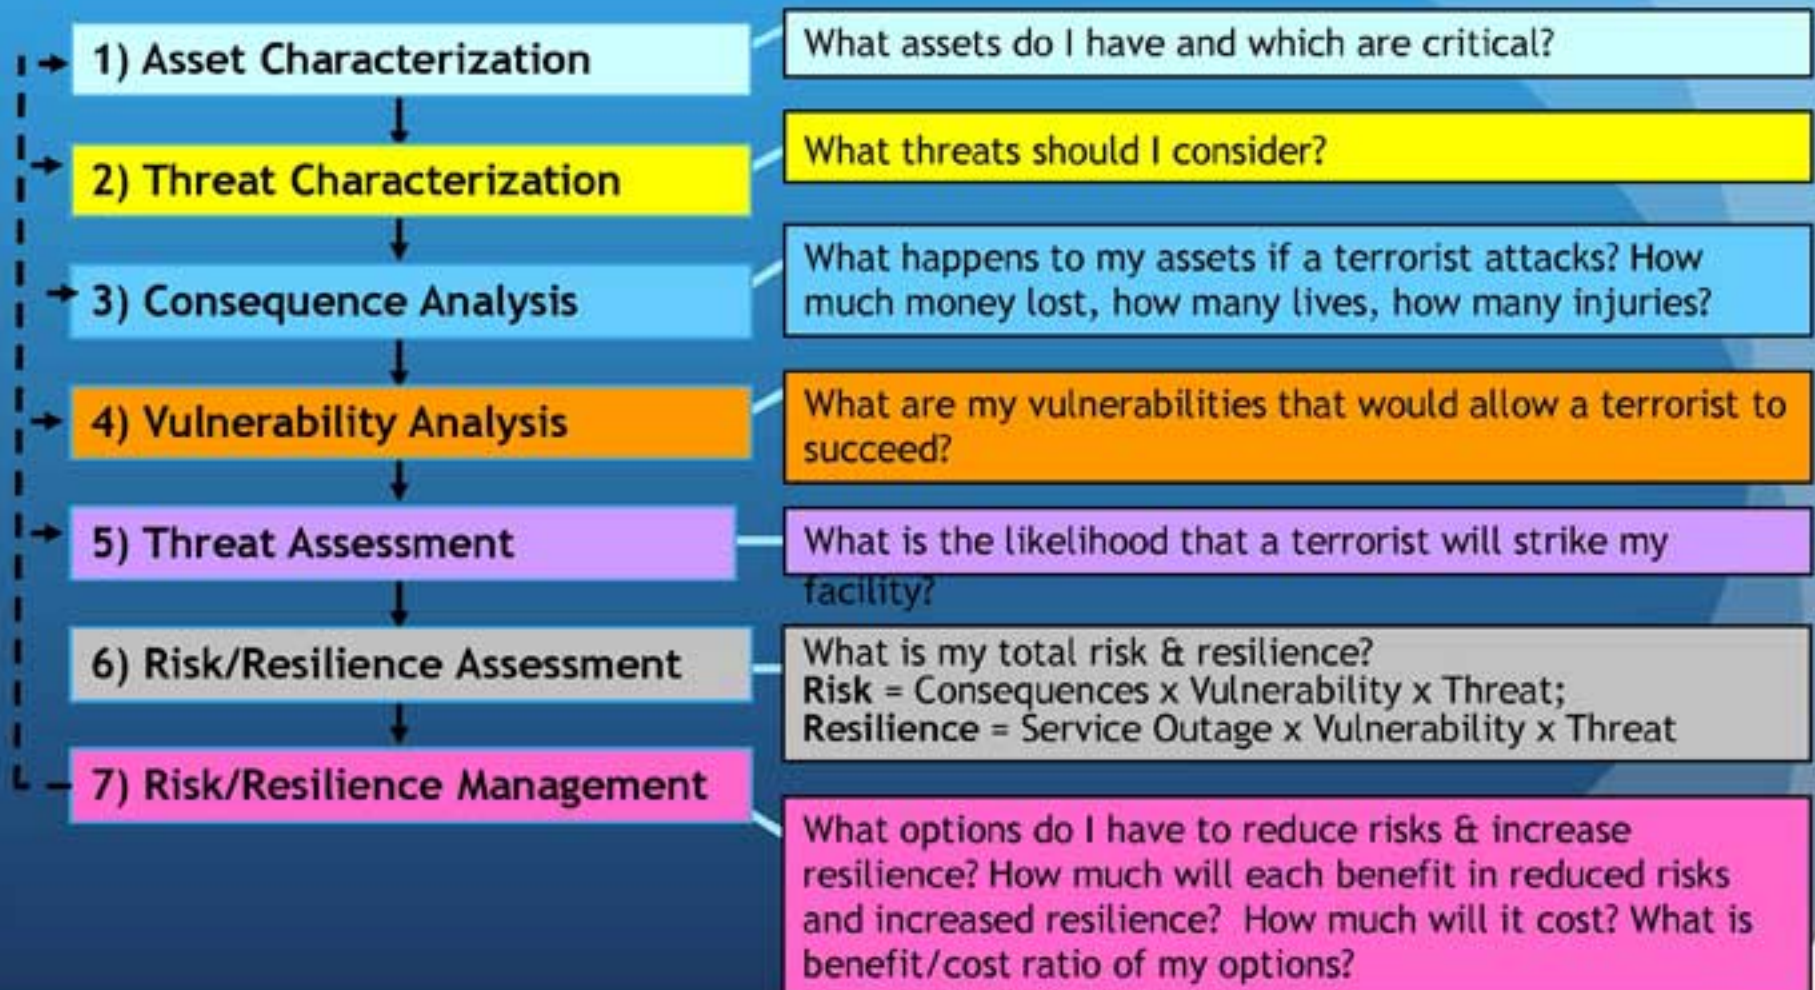 1) Asset Characterization
What assets do I have and which are critical?
2) Threat Characterization
What threats should I consider?
3) Consequence Analysis
What happens to my assets if a terrorist attacks? How
much money lost, how many lives, how many injuries?
4) Vulnerability Analysis
What are my vulnerabilities that would allow a terrorist to
succeed?
5) Threat Assessment
What is the likelihood that a terrorist will strike my
facility?
6) Risk/Resilience Assessment
What is my total risk & resilience?
Risk = Consequences x Vulnerability x Threat;
Resilience = Service Outage x Vulnerability x Threat
7) Risk/Resilience Management
What options do I have to reduce risks & increase
resilience? How much will each benefit in reduced risks
and increased resilience?  How much will it cost? What is
benefit/cost ratio of my options?